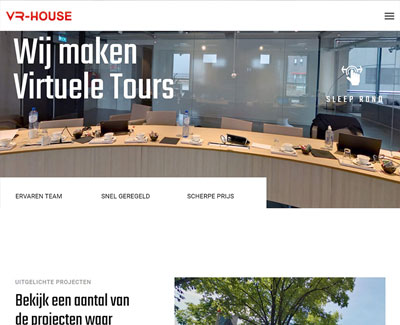 VR-HOUSE
Wij maken
Virtuele Tours
SLEEP ROND
ERVAREN TEAM
SNEL GEREGELD
SCHERPE PRIJS
UITGELICHTE PROJECTEN
Bekijk een aantal van
de projecten waar